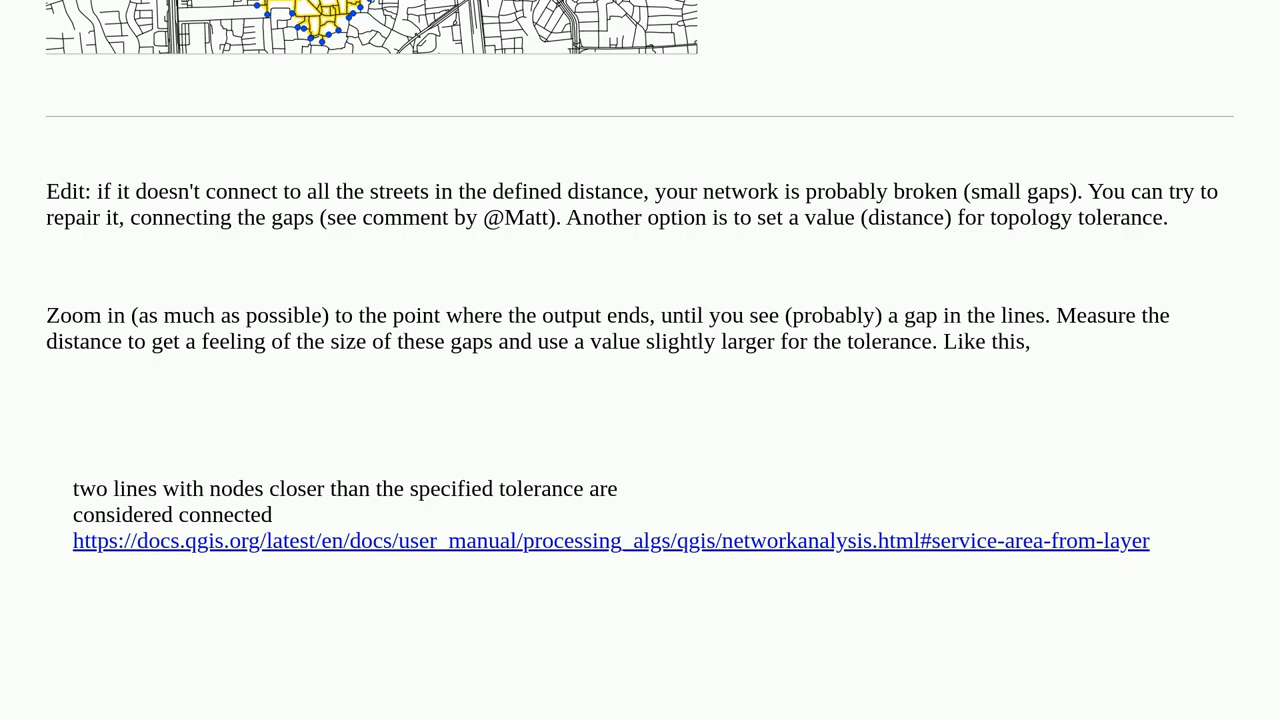 Edit: if it doesn't connect to all the streets in the defined distance, your network is probably broken (small gaps). You can try to
repair it, connecting the gaps (see comment by @Matt). Another option is to set a value (distance) for topology tolerance.
Zoom in (as much as possible) to the point where the output ends, until you see (probably) a gap in the lines. Measure the
distance to get a feeling of the size of these gaps and use a value slightly larger for the tolerance. Like this,
two lines with nodes closer than the specified tolerance are
considered connected
https://docs.qgis.org/latest/en/docs/user_manual/processing_algs/qgis/networkanalysis.html#service-area-from-layer